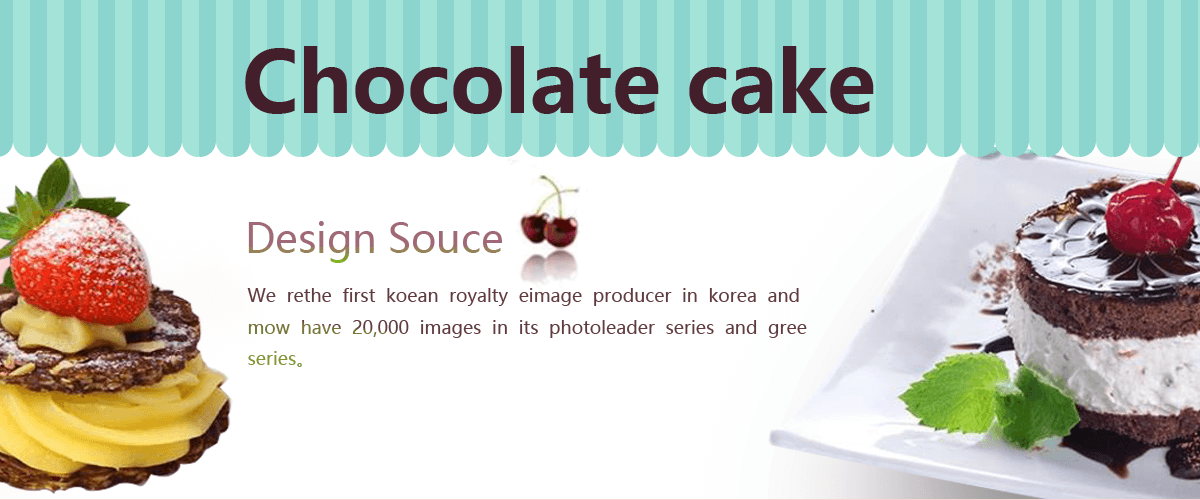 Chocolate cake
Design Souce
We rethe first koean royalty eimage producer in korea and
mow have 20,000 images in its photoleader series and gree
series。